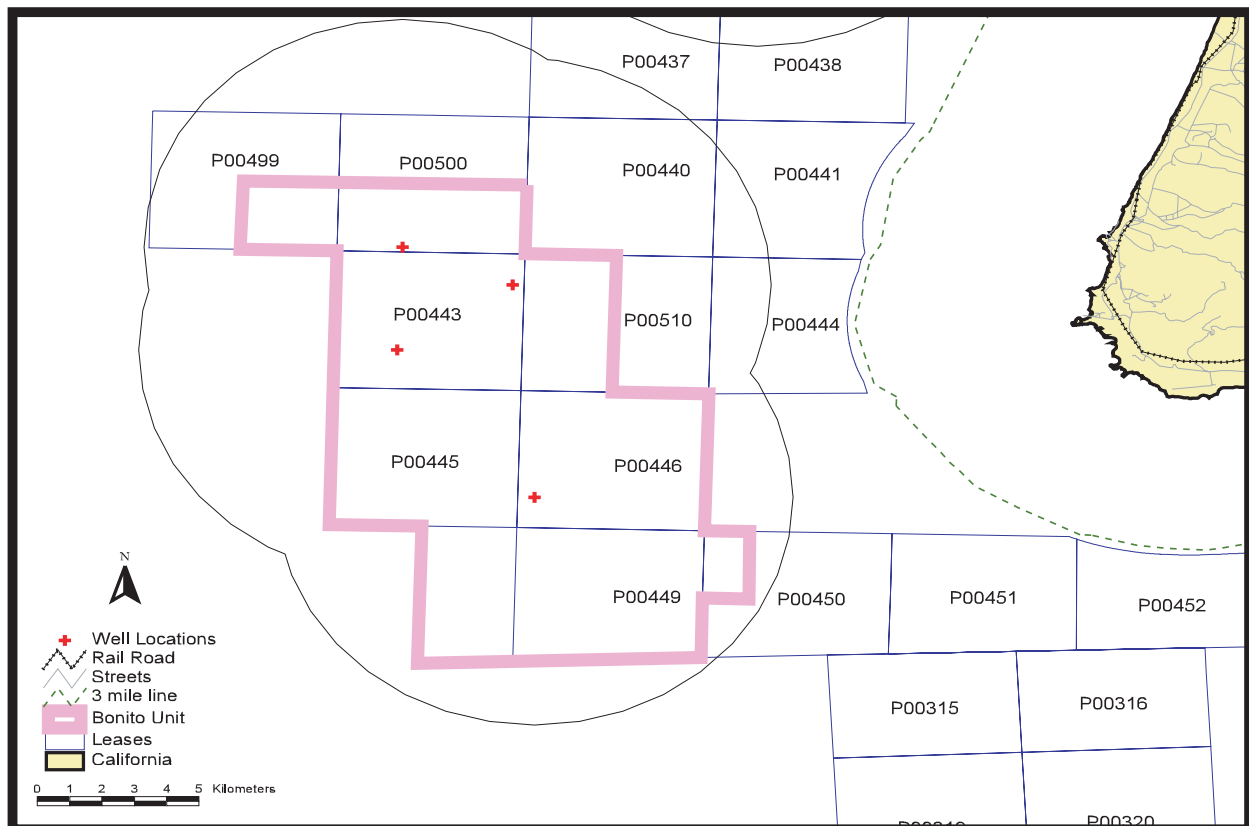 P00437
P00438
P00499
P00500
P00440
P00441
P00443
P00510
P00444
P00445
P00446
P00449
P00450
P00451
P00452
P00315
P00316
P00320
N
Well Locations
Rail Road
Streets
3 mile line
Bonito Unit
Leases
California
0 1 2 3 4 5 Kilometers